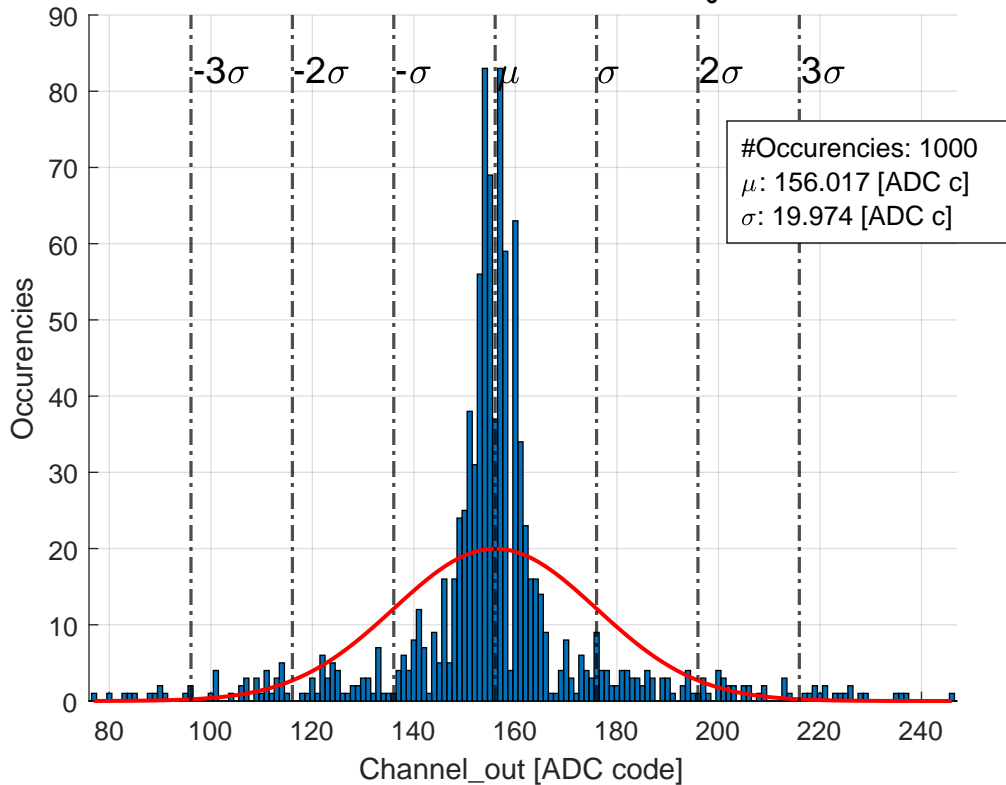 90
80
70
60
50
40
30
20
10
0
Occurencies
-3σ -2σ -σ μ σ 2σ 3σ
#Occurencies: 1000
μ: 156.017 [ADC c]
σ: 19.974 [ADC c]
80 100 120 140 160 180 200 220 240
Channel_out [ADC code]